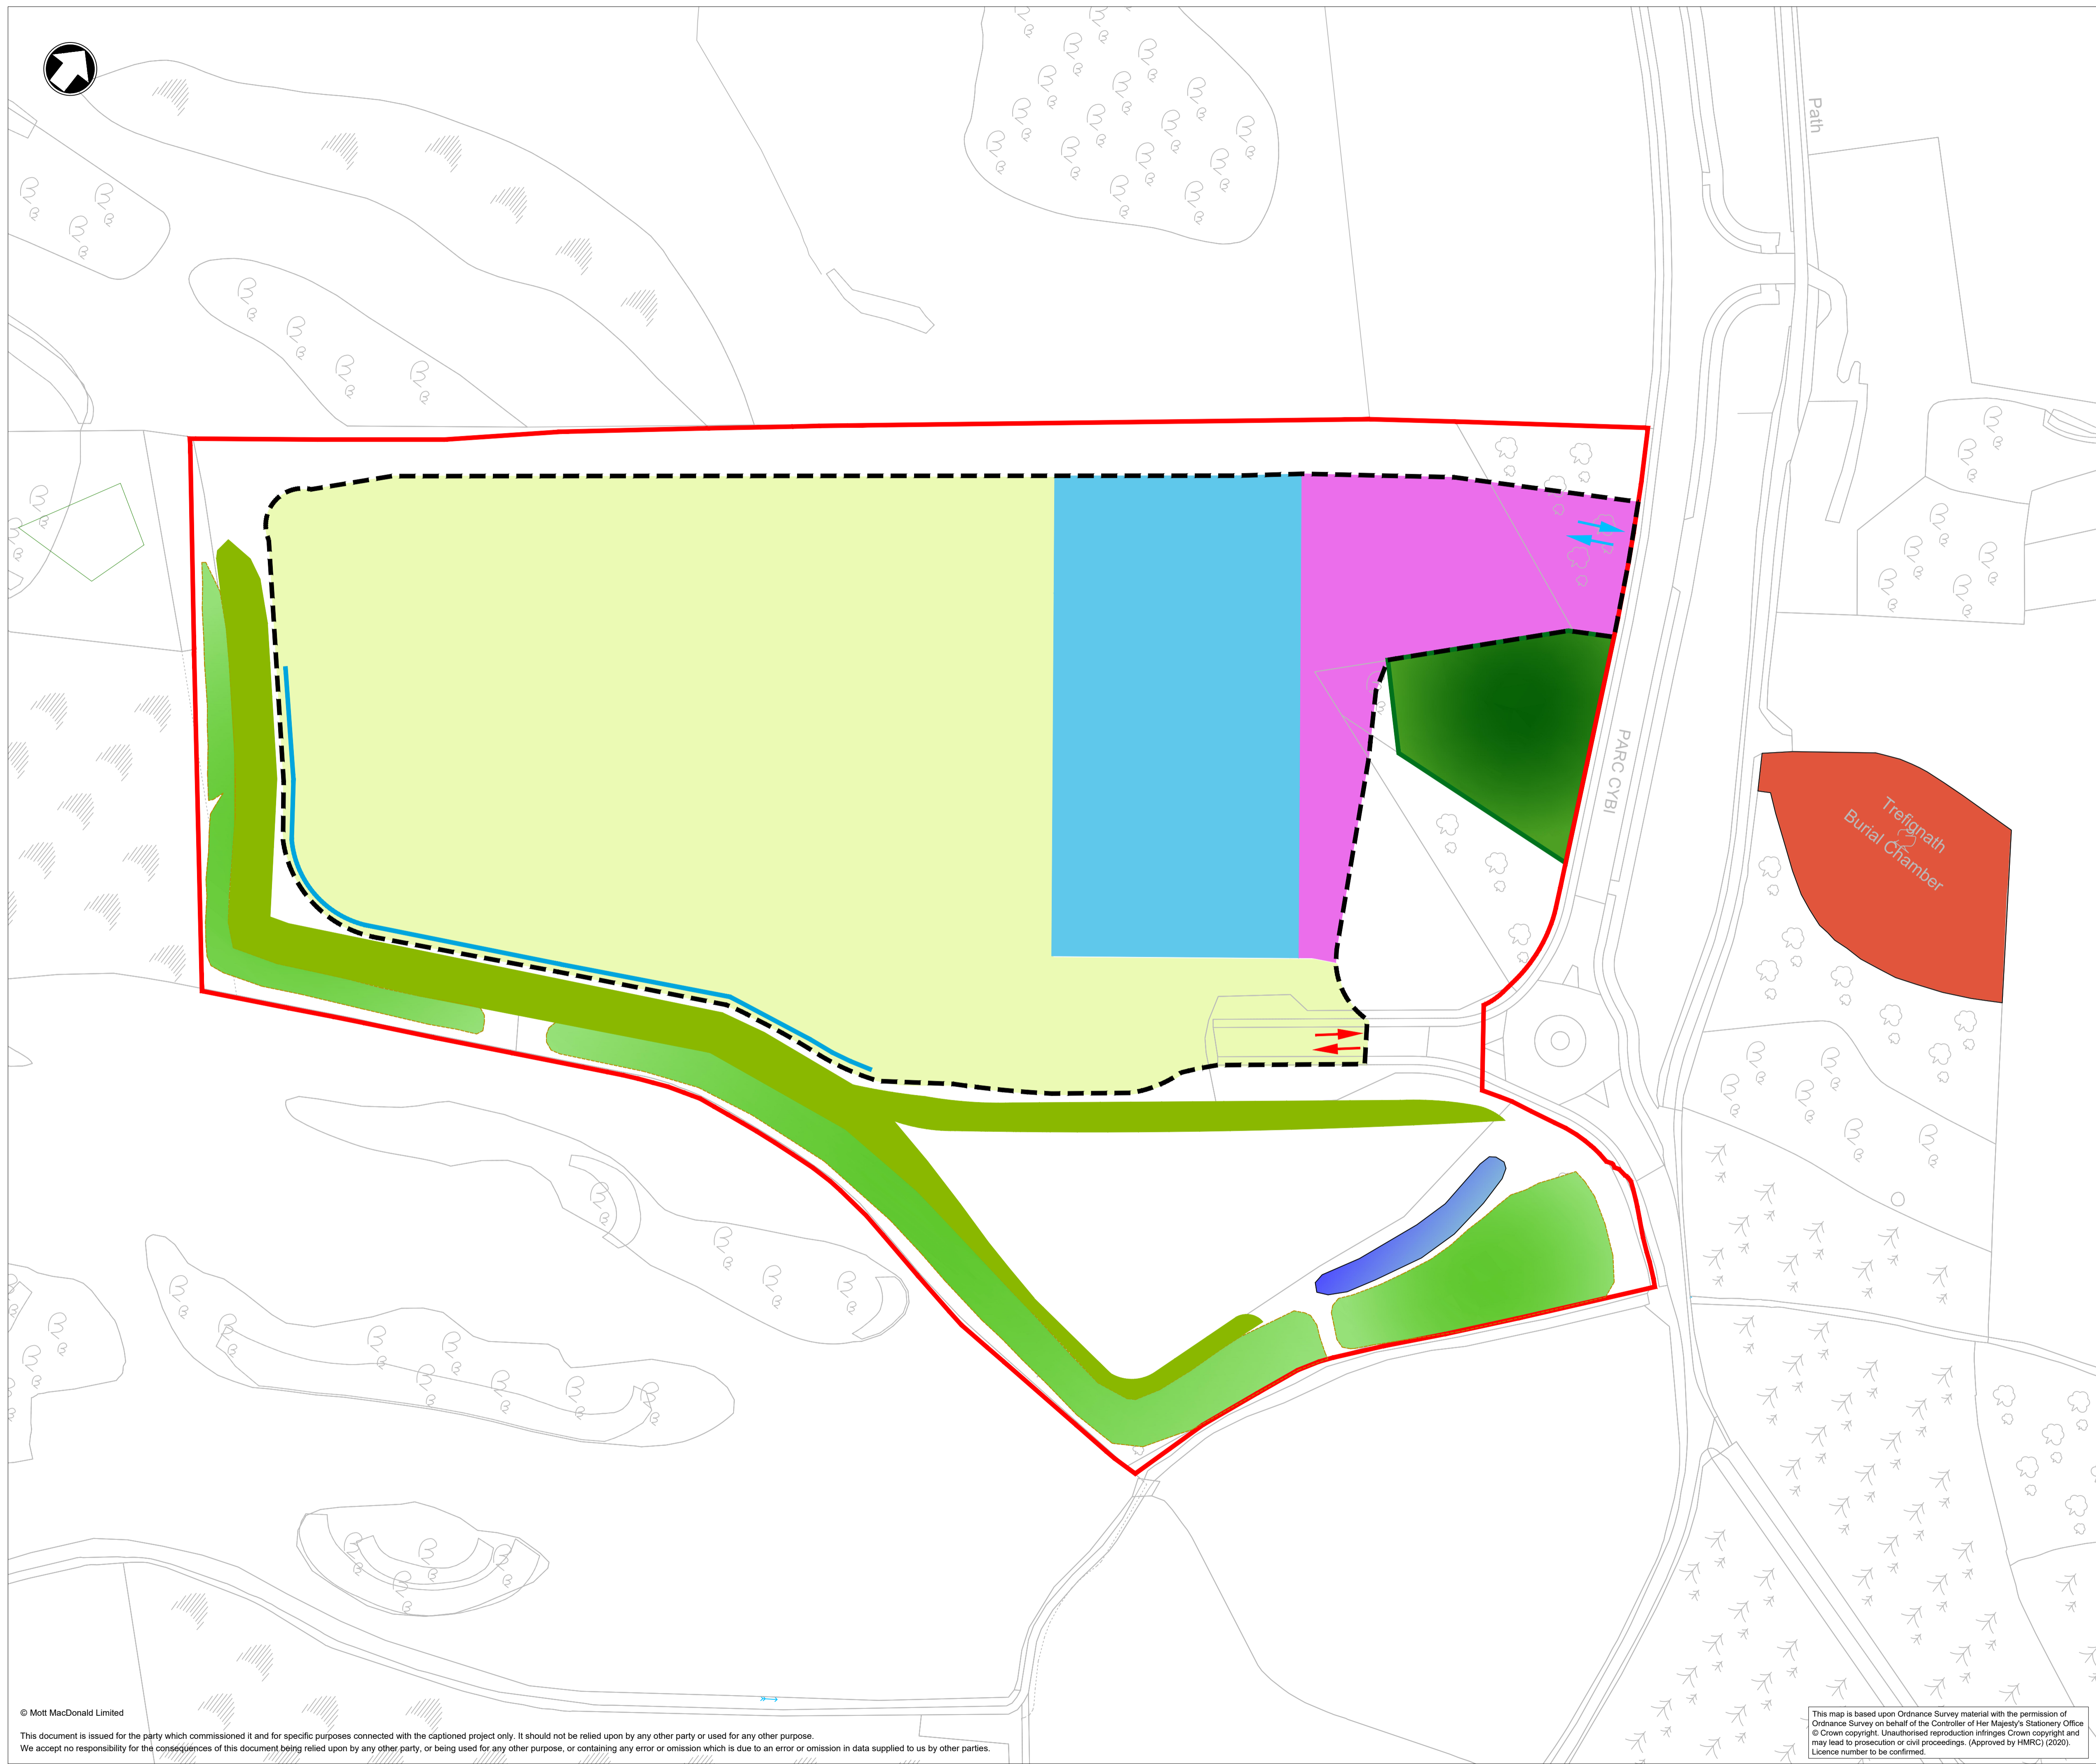 Path
PARC CYBI
Trefignath
Burial Chamber
© Mott MacDonald Limited
This document is issued for the party which commissioned it and for specific purposes connected with the captioned project only. It should not be relied upon by any other party or used for any other purpose.
We accept no responsibility for the consequences of this document being relied upon by any other party, or being used for any other purpose, or containing any error or omission which is due to an error or omission in data supplied to us by other parties.
This map is based upon Ordnance Survey material with the permission of
Ordnance Survey on behalf of the Controller of Her Majesty's Stationery Office
© Crown copyright. Unauthorised reproduction infringes Crown copyright and
may lead to prosecution or civil proceedings. (Approved by HMRC) (2020).
Licence number to be confirmed.